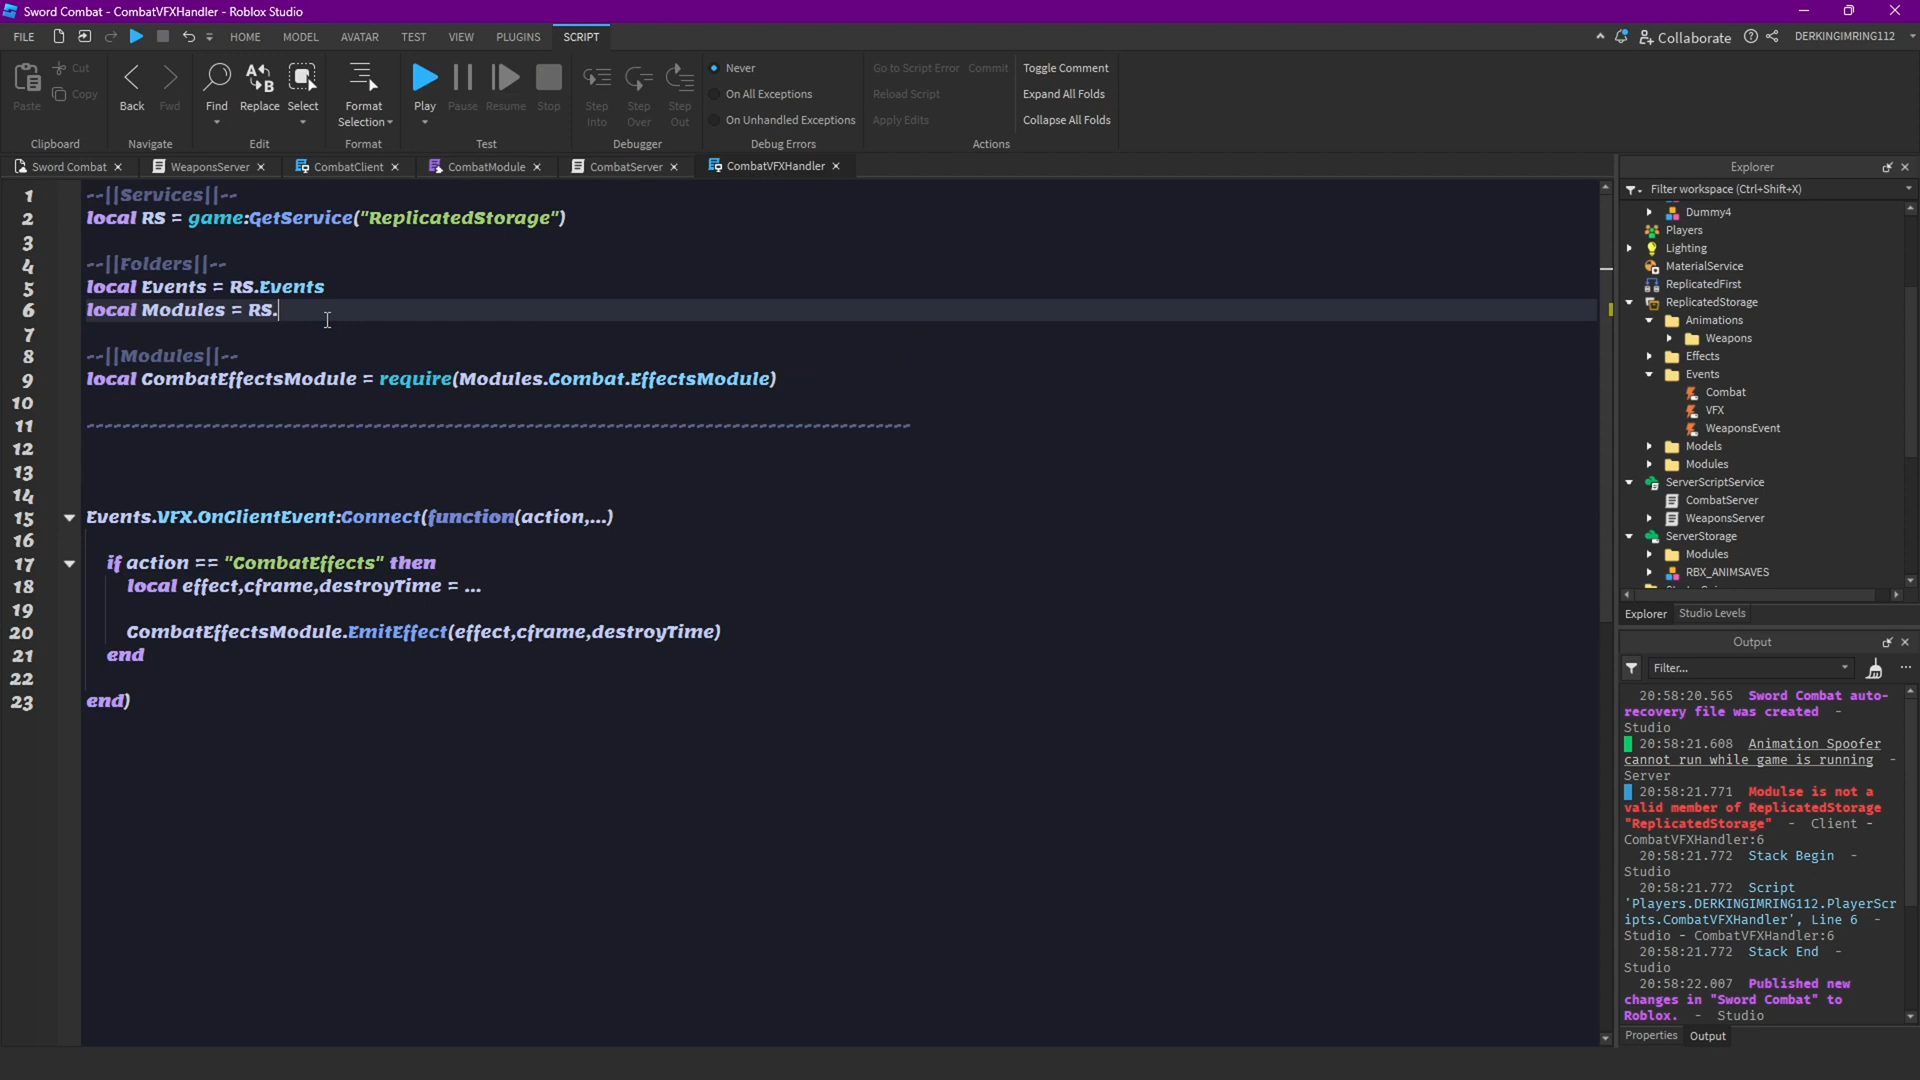 Sword Combat - CombatVFXHandler - Roblox Studio
FILE HOME MODEL AVATAR TEST VIEW PLUGINS SCRIPT Collaborate DERKINGIMRING112
Paste Cut Copy Back Fwd Find Replace Select Format Selection Play Pause Resume Stop Step Into Step Over Step Out
Never
On All Exceptions
On Unhandled Exceptions
Go to Script Error Commit
Reload Script
Apply Edits
Toggle Comment
Expand All Folds
Collapse All Folds
Clipboard Navigate Edit Format Test Debugger Debug Errors Actions
Sword Combat WeaponsServer CombatClient CombatModule CombatServer CombatVFXHandler
1 --||Services||--
2 local RS = game:GetService("ReplicatedStorage")
3
4 --||Folders||--
5 local Events = RS.Events
6 local Modules = RS.
7
8 --||Modules||--
9 local CombatEffectsModule = require(Modules.Combat.EffectsModule)
10
11 --------------------------------------------------------------------------------------------
12
13
14
15 Events.VFX.OnClientEvent:Connect(function(action,...)
16
17 if action == "CombatEffects" then
18 local effect,cframe,destroyTime = ...
19
20 CombatEffectsModule.EmitEffect(effect,cframe,destroyTime)
21 end
22
23 end)
Explorer
Filter workspace (Ctrl+Shift+X)
Dummy4
Players
Lighting
MaterialService
ReplicatedFirst
ReplicatedStorage
Animations
Weapons
Effects
Events
Combat
VFX
WeaponsEvent
Models
Modules
ServerScriptService
CombatServer
WeaponsServer
ServerStorage
Modules
RBX_ANIMSAVES
Explorer Studio Levels
Output
Filter...
20:58:20.565 Sword Combat auto-
recovery file was created -
Studio
20:58:21.608 Animation Spoofer
cannot run while game is running -
Server
20:58:21.771 Modulse is not a
valid member of ReplicatedStorage
"ReplicatedStorage" - Client -
CombatVFXHandler:6
20:58:21.772 Stack Begin -
Studio
20:58:21.772 Script
'Players.DERKINGIMRING112.PlayerScr
ipts.CombatVFXHandler', Line 6 -
Studio - CombatVFXHandler:6
20:58:21.772 Stack End -
Studio
20:58:22.007 Published new
changes in "Sword Combat" to
Roblox. - Studio
Properties Output